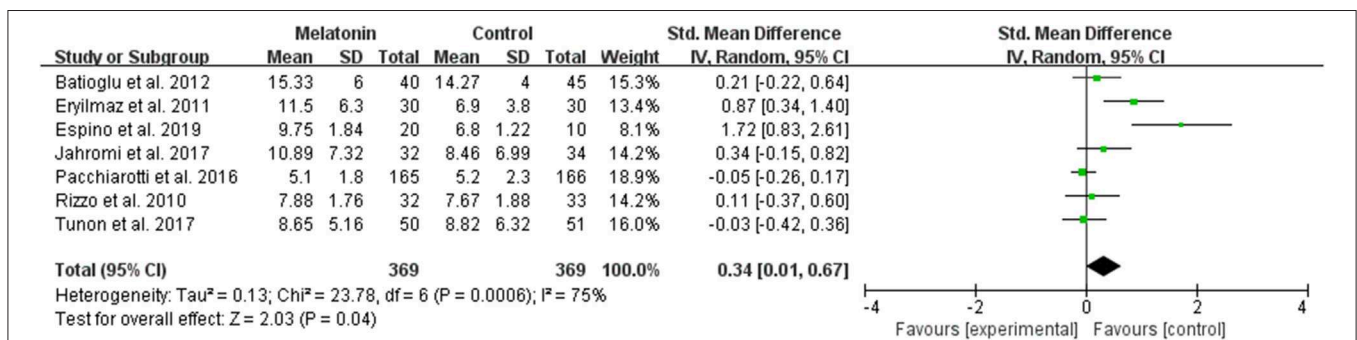 Melatonin Control Std. Mean Difference Std. Mean Difference
Study or Subgroup Mean SD Total Mean SD Total Weight IV, Random, 95% CI IV, Random, 95% CI
Batioglu et al. 2012 15.33 6 40 14.27 4 45 15.3% 0.21 [-0.22, 0.64]
Eryilmaz et al. 2011 11.5 6.3 30 6.9 3.8 30 13.4% 0.87 [0.34, 1.40]
Espino et al. 2019 9.75 1.84 20 6.8 1.22 10 8.1% 1.72 [0.83, 2.61]
Jahromi et al. 2017 10.89 7.32 32 8.46 6.99 34 14.2% 0.34 [-0.15, 0.82]
Pacchiarotti et al. 2016 5.1 1.8 165 5.2 2.3 166 18.9% -0.05 [-0.26, 0.17]
Rizzo et al. 2010 7.88 1.76 32 7.67 1.88 33 14.2% 0.11 [-0.37, 0.60]
Tunon et al. 2017 8.65 5.16 50 8.82 6.32 51 16.0% -0.03 [-0.42, 0.36]
Total (95% CI) 369 369 100.0% 0.34 [0.01, 0.67]
Heterogeneity: Tau² = 0.13; Chi² = 23.78, df = 6 (P = 0.0006); I² = 75%
Test for overall effect: Z = 2.03 (P = 0.04)
-4 -2 0 2 4
Favours [experimental] Favours [control]